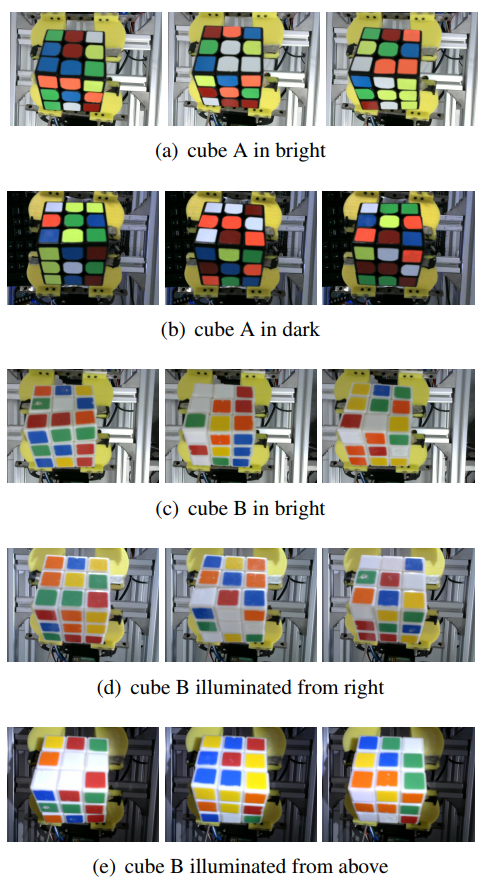 (a) cube A in bright
(b) cube A in dark
(c) cube B in bright
(d) cube B illuminated from right
(e) cube B illuminated from above